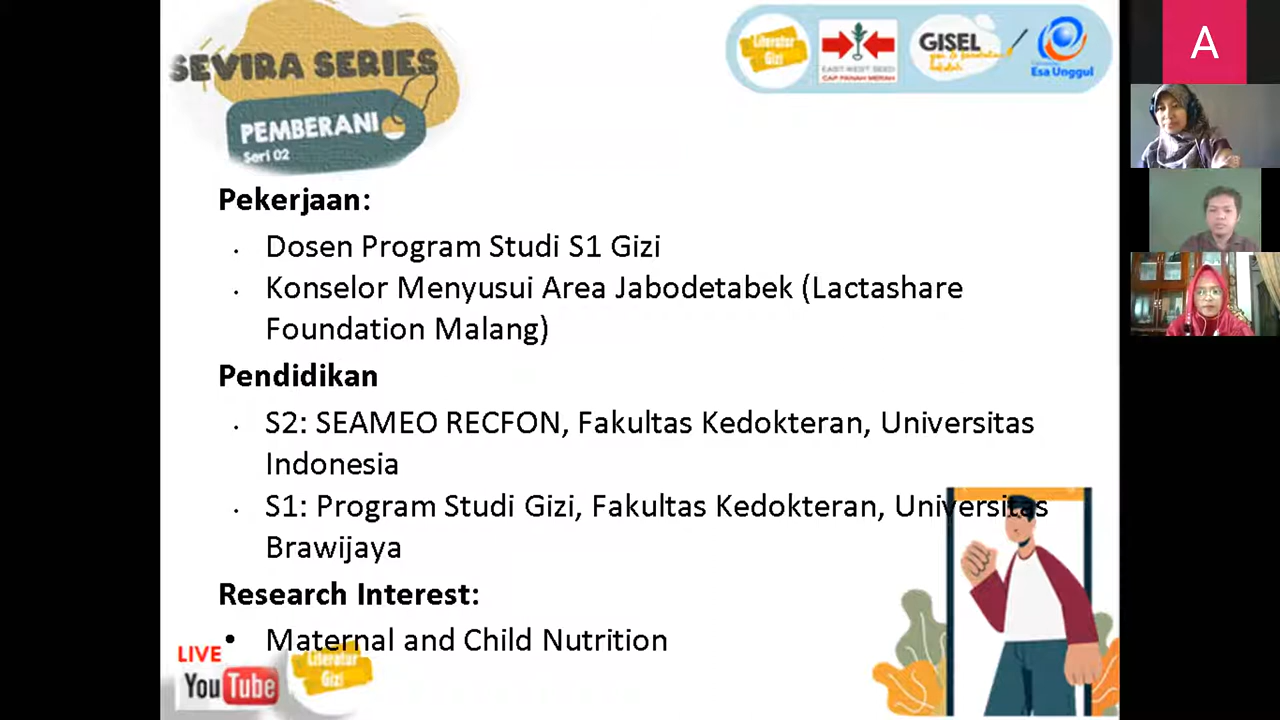 SEVIRA SERIES
PEMBERANI
Seri 02
Literatur
Gizi
EAST WEST SEED
CAP PANAH MERAH
GISEL
Esa Unggul
A
Pekerjaan:
• Dosen Program Studi S1 Gizi
• Konselor Menyusui Area Jabodetabek (Lactashare
Foundation Malang)
Pendidikan
• S2: SEAMEO RECFON, Fakultas Kedokteran, Universitas
Indonesia
• S1: Program Studi Gizi, Fakultas Kedokteran, Universitas
Brawijaya
Research Interest:
• Maternal and Child Nutrition
LIVE
YouTube
Literatur
Gizi